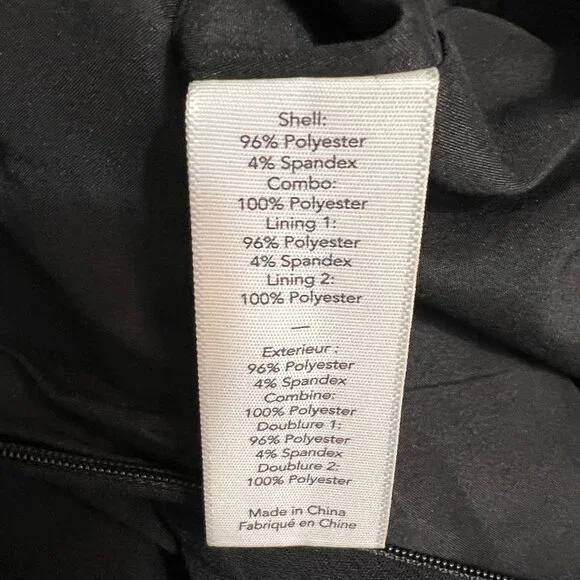 Shell:
96% Polyester
4% Spandex
Combo:
100% Polyester
Lining 1:
96% Polyester
4% Spandex
Lining 2:
100% Polyester
—
Exterieur :
96% Polyester
4% Spandex
Combine:
100% Polyester
Doublure 1:
96% Polyester
4% Spandex
Doublure 2:
100% Polyester
Made in China
Fabriqué en Chine